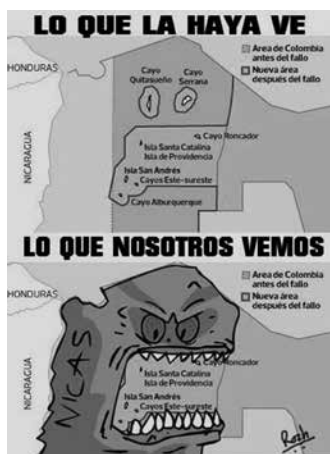 LO QUE LA HAYA VE
HONDURAS
NICARAGUA
Cayo
Quitasueño
Cayo
Serrana
Area de Colombia
antes del fallo
Nueva área
después del fallo
Cayo Roncador
Isla Santa Catalina
Isla de Providencia
Isla San Andrés
Cayos Este-sureste
Cayo Alburquerque
LO QUE NOSOTROS VEMOS
HONDURAS
NICARAGUA
NICAS
Area de Colombia
antes del fallo
Nueva área
después del fallo
Roncador
Isla Santa Catalina
Isla de Providencia
Isla San Andrés
Cayos Este-sureste